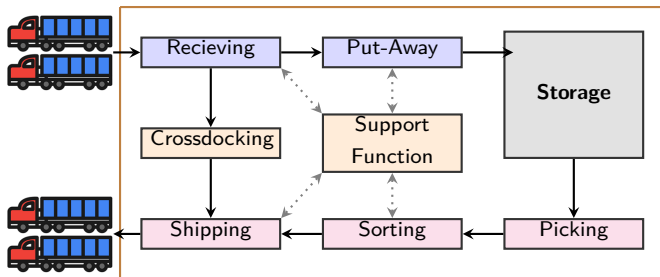 Recieving
Put-Away
Storage
Crossdocking
Support
Function
Shipping
Sorting
Picking